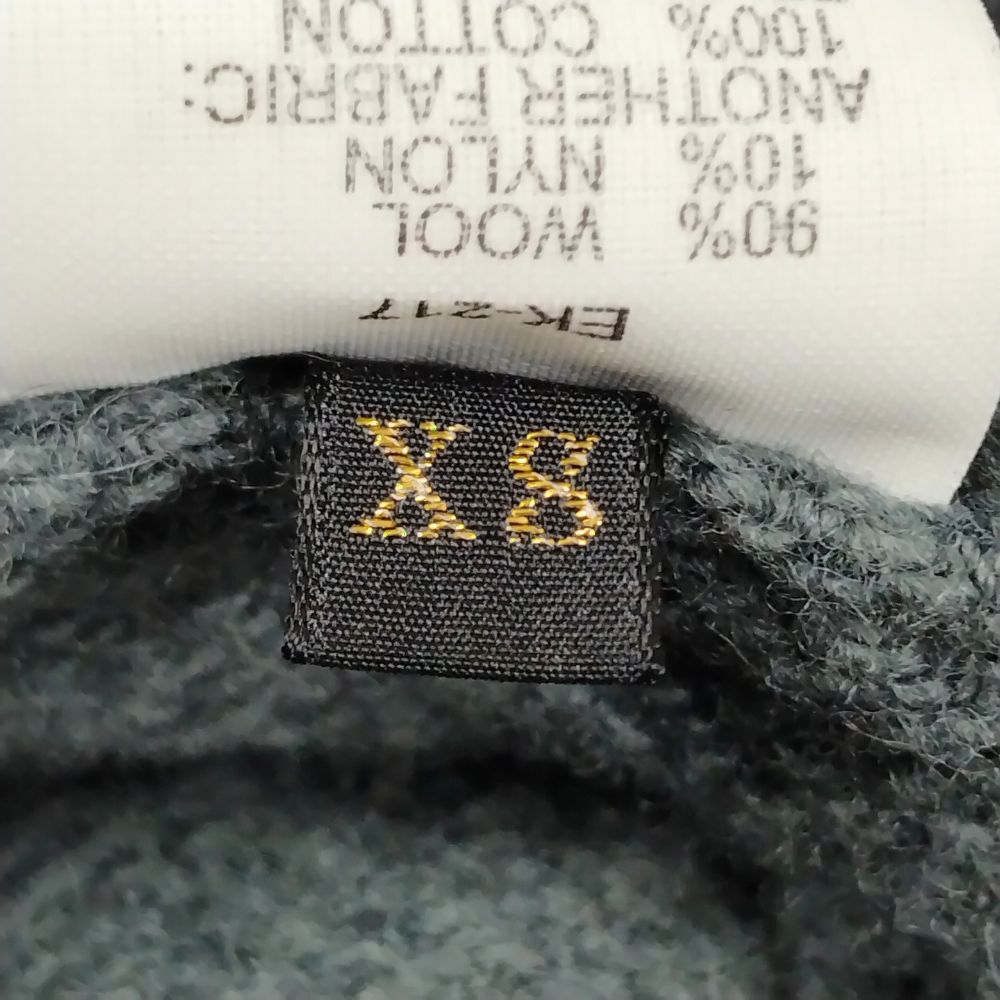 EK-217
90% WOOL
10% NYLON
ANOTHER FABRIC:
100% COTTON
XS